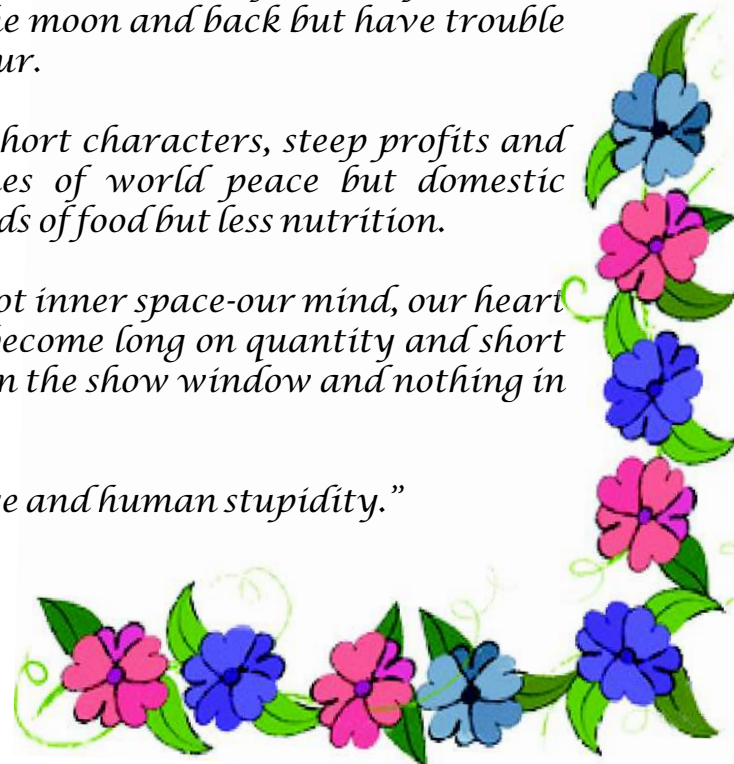 he moon and back but have trouble
ur.
hort characters, steep profits and
es of world peace but domestic
ds of food but less nutrition.
ot inner space-our mind, our heart
become long on quantity and short
n the show window and nothing in
e and human stupidity.”